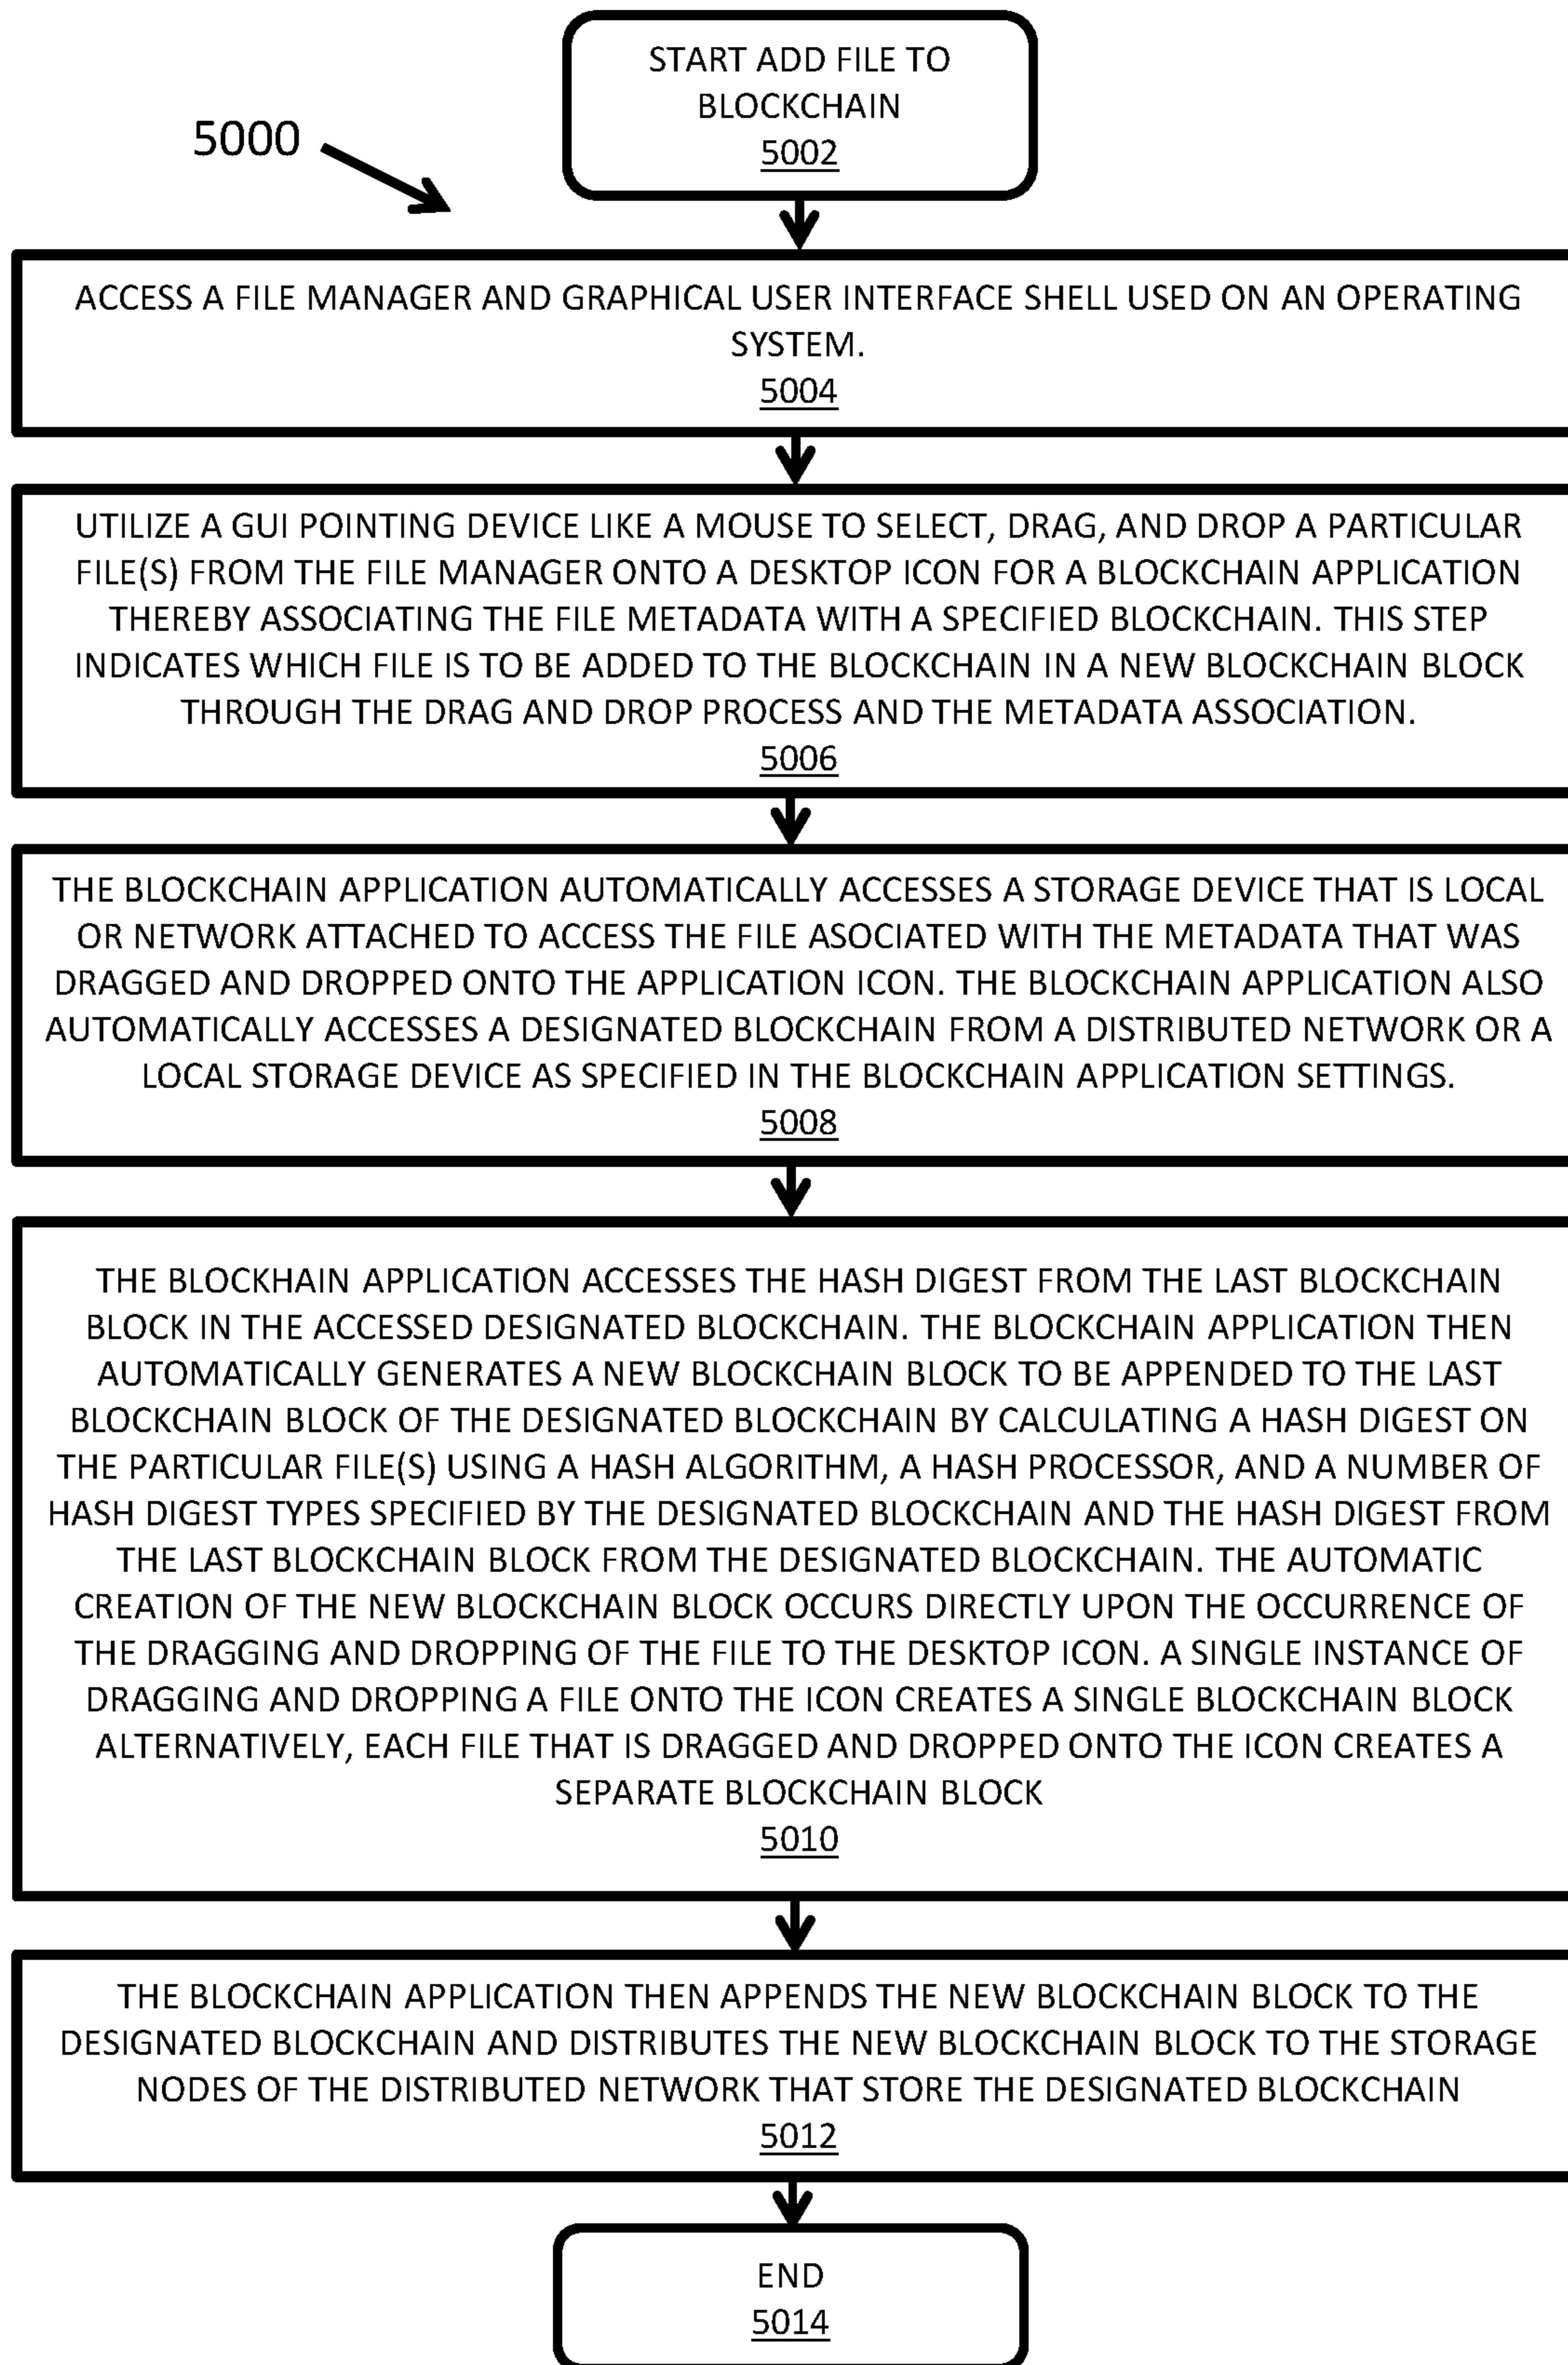 START ADD FILE TO
BLOCKCHAIN
5002
5000
ACCESS A FILE MANAGER AND GRAPHICAL USER INTERFACE SHELL USED ON AN OPERATING
SYSTEM.
5004
UTILIZE A GUI POINTING DEVICE LIKE A MOUSE TO SELECT, DRAG, AND DROP A PARTICULAR
FILE(S) FROM THE FILE MANAGER ONTO A DESKTOP ICON FOR A BLOCKCHAIN APPLICATION
THEREBY ASSOCIATING THE FILE METADATA WITH A SPECIFIED BLOCKCHAIN. THIS STEP
INDICATES WHICH FILE IS TO BE ADDED TO THE BLOCKCHAIN IN A NEW BLOCKCHAIN BLOCK
THROUGH THE DRAG AND DROP PROCESS AND THE METADATA ASSOCIATION.
5006
THE BLOCKCHAIN APPLICATION AUTOMATICALLY ACCESSES A STORAGE DEVICE THAT IS LOCAL
OR NETWORK ATTACHED TO ACCESS THE FILE ASOCIATED WITH THE METADATA THAT WAS
DRAGGED AND DROPPED ONTO THE APPLICATION ICON. THE BLOCKCHAIN APPLICATION ALSO
AUTOMATICALLY ACCESSES A DESIGNATED BLOCKCHAIN FROM A DISTRIBUTED NETWORK OR A
LOCAL STORAGE DEVICE AS SPECIFIED IN THE BLOCKCHAIN APPLICATION SETTINGS.
5008
THE BLOCKHAIN APPLICATION ACCESSES THE HASH DIGEST FROM THE LAST BLOCKCHAIN
BLOCK IN THE ACCESSED DESIGNATED BLOCKCHAIN. THE BLOCKCHAIN APPLICATION THEN
AUTOMATICALLY GENERATES A NEW BLOCKCHAIN BLOCK TO BE APPENDED TO THE LAST
BLOCKCHAIN BLOCK OF THE DESIGNATED BLOCKCHAIN BY CALCULATING A HASH DIGEST ON
THE PARTICULAR FILE(S) USING A HASH ALGORITHM, A HASH PROCESSOR, AND A NUMBER OF
HASH DIGEST TYPES SPECIFIED BY THE DESIGNATED BLOCKCHAIN AND THE HASH DIGEST FROM
THE LAST BLOCKCHAIN BLOCK FROM THE DESIGNATED BLOCKCHAIN. THE AUTOMATIC
CREATION OF THE NEW BLOCKCHAIN BLOCK OCCURS DIRECTLY UPON THE OCCURRENCE OF
THE DRAGGING AND DROPPING OF THE FILE TO THE DESKTOP ICON. A SINGLE INSTANCE OF
DRAGGING AND DROPPING A FILE ONTO THE ICON CREATES A SINGLE BLOCKCHAIN BLOCK
ALTERNATIVELY, EACH FILE THAT IS DRAGGED AND DROPPED ONTO THE ICON CREATES A
SEPARATE BLOCKCHAIN BLOCK
5010
THE BLOCKCHAIN APPLICATION THEN APPENDS THE NEW BLOCKCHAIN BLOCK TO THE
DESIGNATED BLOCKCHAIN AND DISTRIBUTES THE NEW BLOCKCHAIN BLOCK TO THE STORAGE
NODES OF THE DISTRIBUTED NETWORK THAT STORE THE DESIGNATED BLOCKCHAIN
5012
END
5014